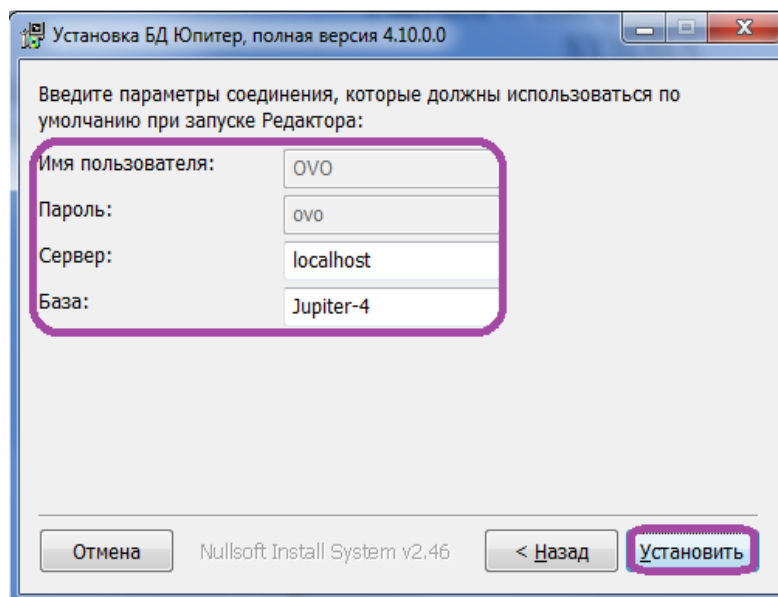 Установка БД Юпитер, полная версия 4.10.0.0
Введите параметры соединения, которые должны использоваться по
умолчанию при запуске Редактора:
Имя пользователя: OVO
Пароль: ovo
Сервер: localhost
База: Jupiter-4
Отмена Nullsoft Install System v2.46 < Назад Установить